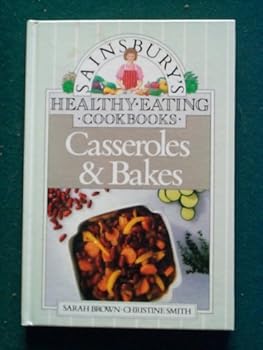 SAINSBURY'S
HEALTHY·EATING
·COOKBOOKS·
Casseroles
& Bakes
SARAH BROWN·CHRISTINE SMITH